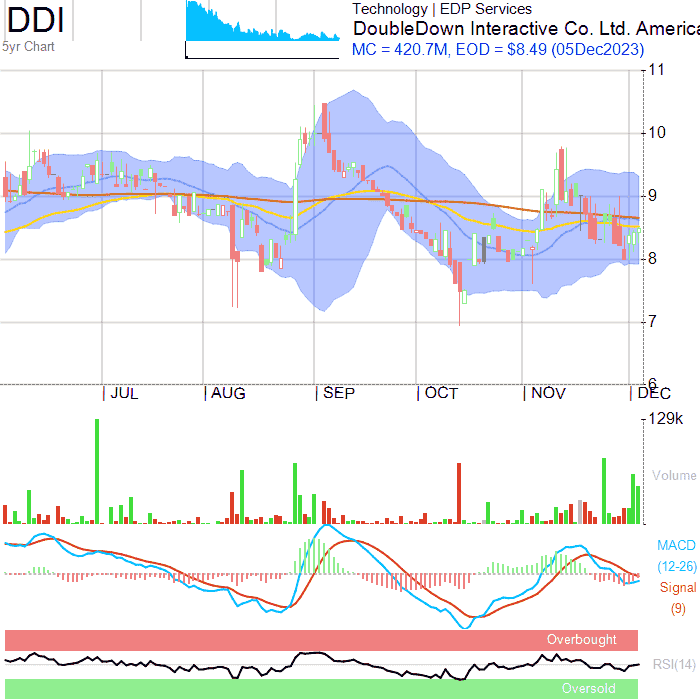 DDI
5yr Chart
Technology | EDP Services
DoubleDown Interactive Co. Ltd. America
MC = 420.7M, EOD = $8.49 (05Dec2023)
11
10
9
8
7
6
JUL
AUG
SEP
OCT
NOV
DEC
129k
Volume
MACD
(12-26)
Signal
(9)
Overbought
RSI(14)
Oversold